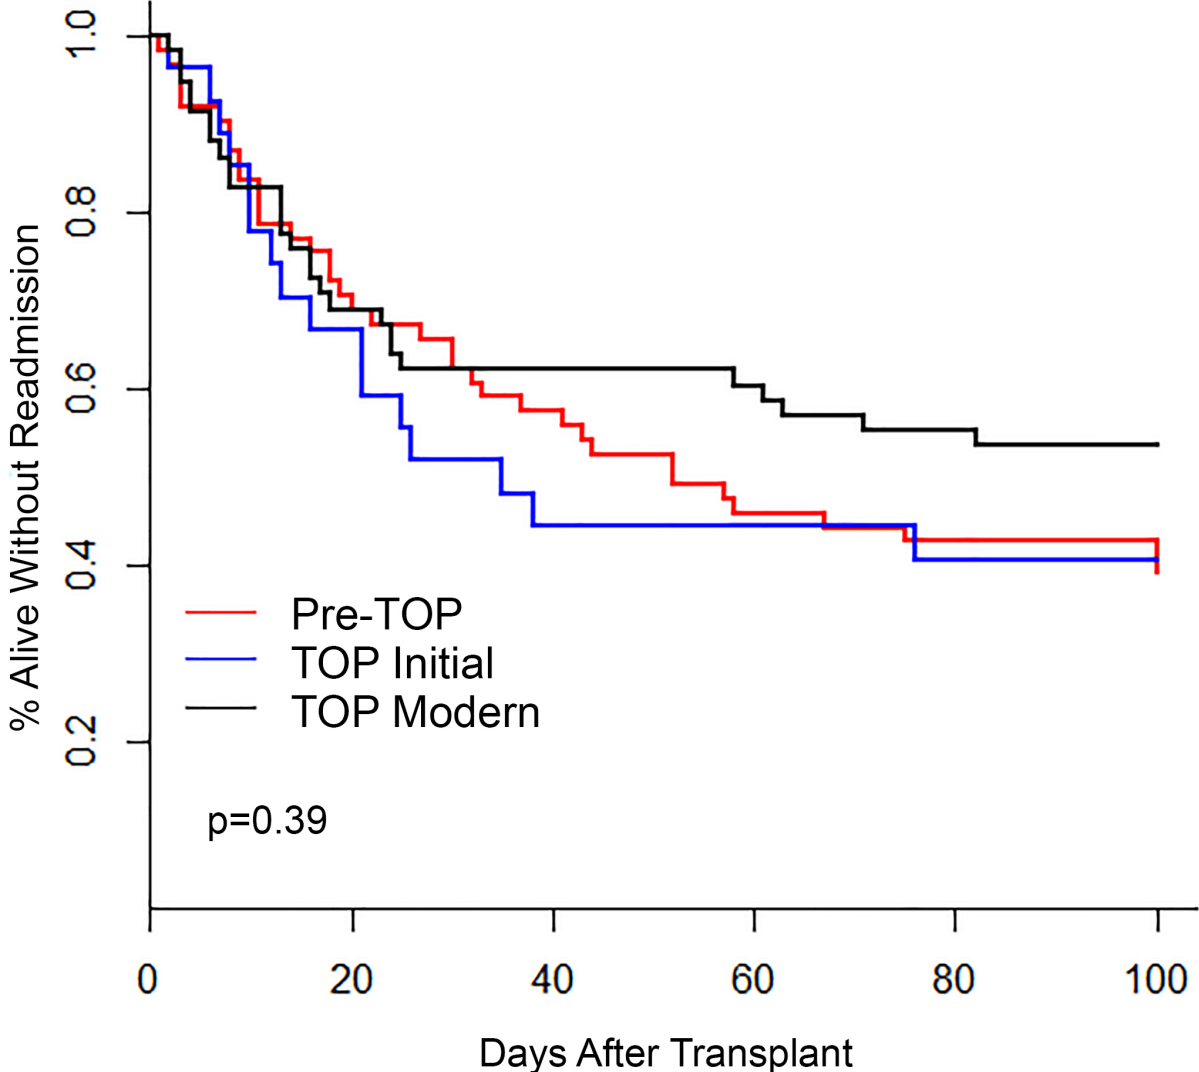 % Alive Without Readmission
1.0
0.8
0.6
0.4
0.2
Pre-TOP
TOP Initial
TOP Modern
p=0.39
0 20 40 60 80 100
Days After Transplant